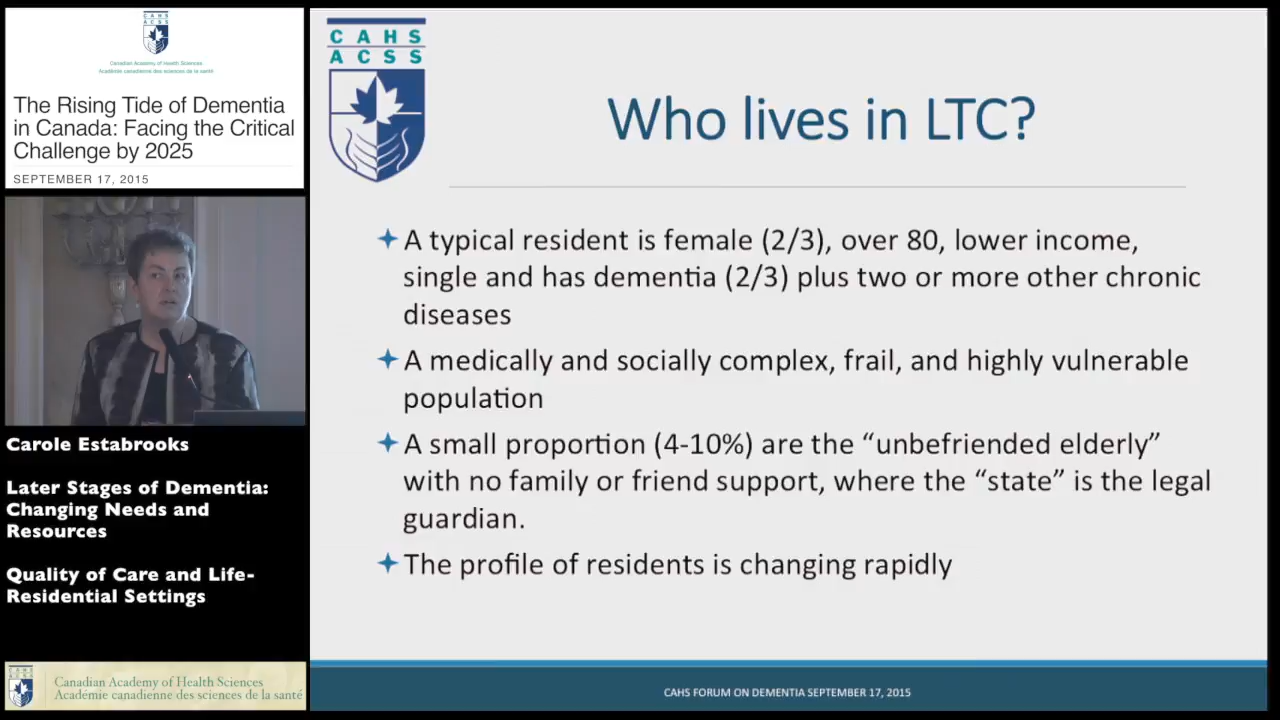 CAHS
ACSS
Canadian Academy of Health Sciences
Académie canadienne des sciences de la santé
The Rising Tide of Dementia
in Canada: Facing the Critical
Challenge by 2025
SEPTEMBER 17, 2015
Carole Estabrooks
Later Stages of Dementia:
Changing Needs and
Resources
Quality of Care and Life-
Residential Settings
CAHS
ACSS
Canadian Academy of Health Sciences
Académie canadienne des sciences de la santé
CAHS
ACSS
Who lives in LTC?
A typical resident is female (2/3), over 80, lower income,
single and has dementia (2/3) plus two or more other chronic
diseases
A medically and socially complex, frail, and highly vulnerable
population
A small proportion (4-10%) are the “unbefriended elderly”
with no family or friend support, where the “state” is the legal
guardian.
The profile of residents is changing rapidly
CAHS FORUM ON DEMENTIA SEPTEMBER 17, 2015